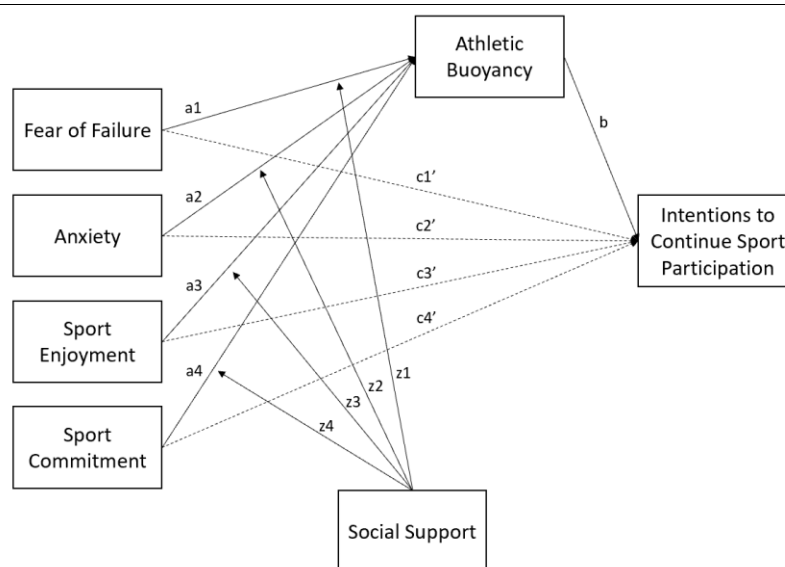 Athletic
Buoyancy
a1
Fear of Failure
b
c1’
a2
Anxiety
c2’
Intentions to
Continue Sport
Participation
a3
c3’
Sport
Enjoyment
c4’
a4
z1
z2
z3
Sport
Commitment
z4
Social Support